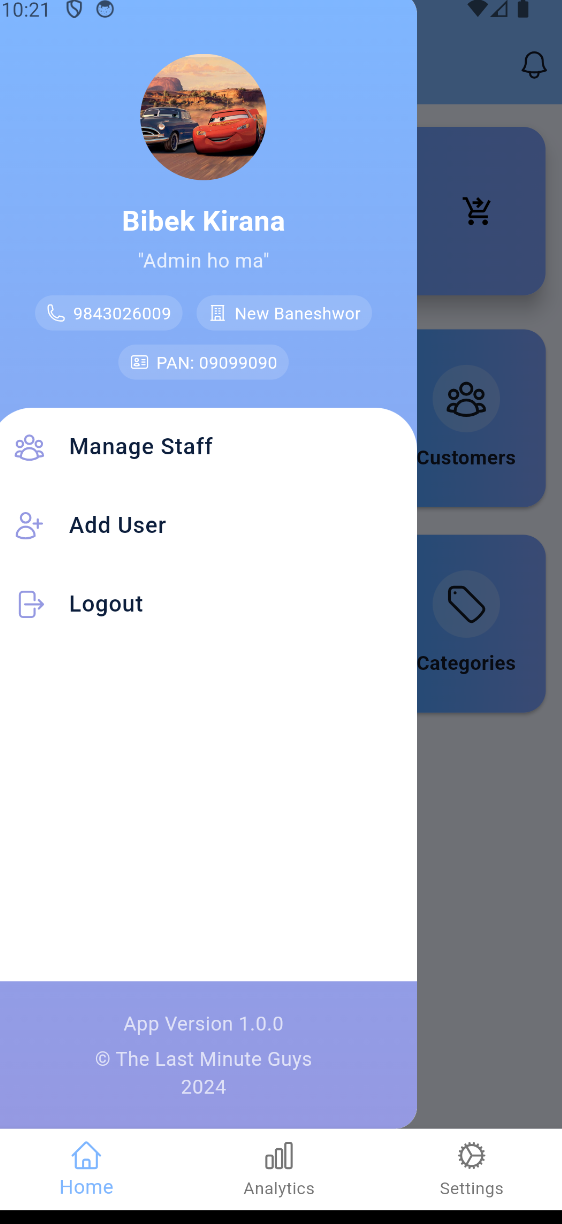 10:21
Bibek Kirana
"Admin ho ma"
9843026009
New Baneshwor
PAN: 09099090
Manage Staff
Add User
Logout
Customers
Categories
App Version 1.0.0
© The Last Minute Guys
2024
Home
Analytics
Settings